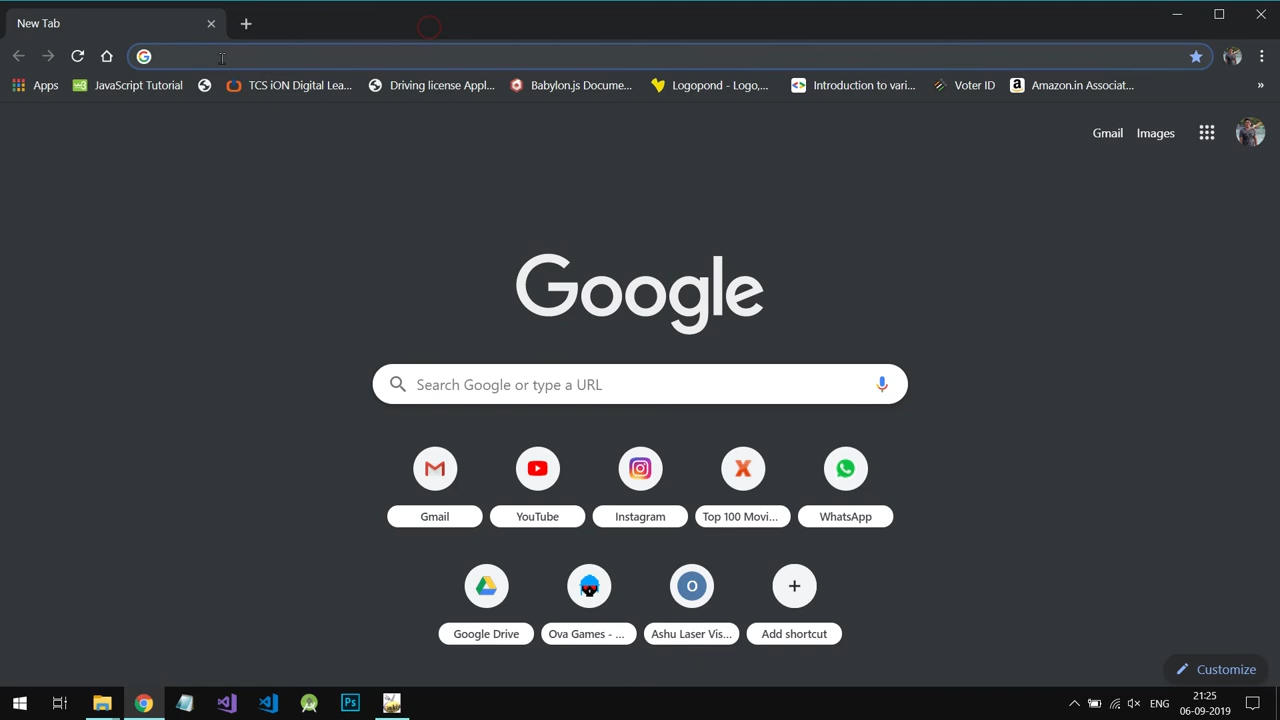 New Tab
Apps
JavaScript Tutorial
TCS iON Digital Lea...
Driving license Appl...
Babylon.js Docume...
Logopond - Logo,...
Introduction to vari...
Voter ID
Amazon.in Associat...
»
Gmail
Images
Google
Search Google or type a URL
Gmail
YouTube
Instagram
Top 100 Movi...
WhatsApp
O
Google Drive
Ova Games - ...
Ashu Laser Vis...
Add shortcut
Customize
Ps
ENG
21:25
06-09-2019